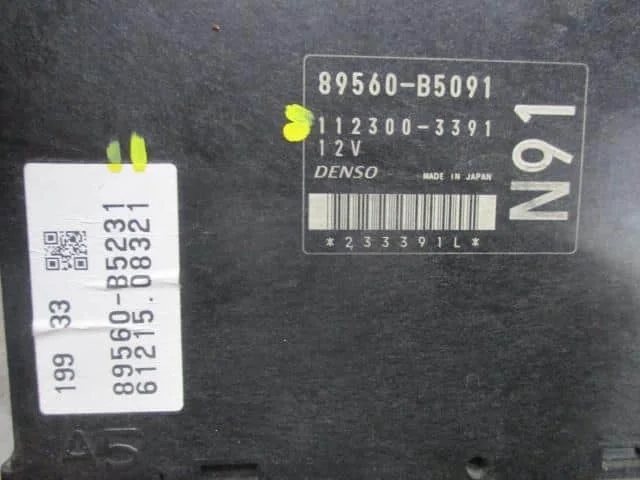 89560-B5091
112300-3391
12V
DENSO MADE IN JAPAN
*233391L*
N91
199 33
89560-B5231
61215.08321
A5